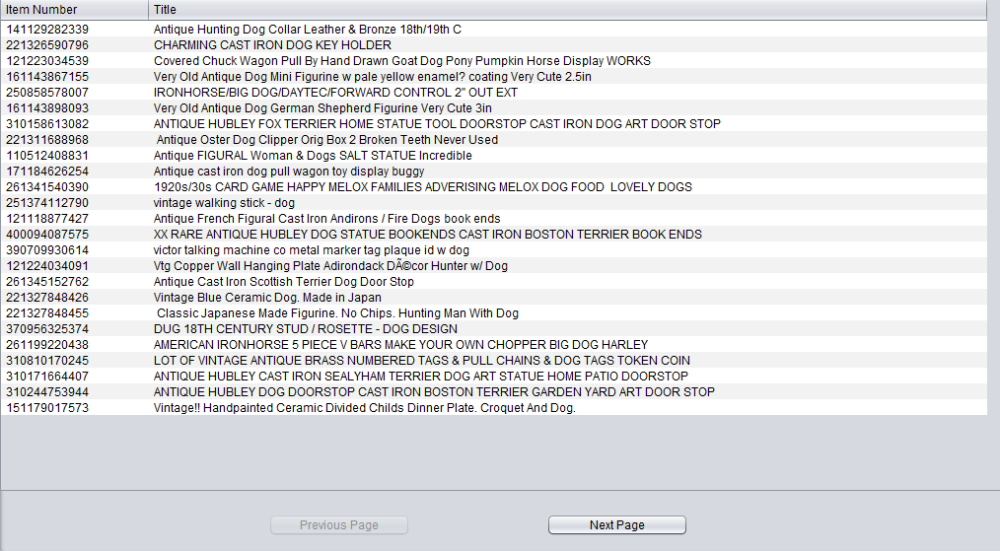 Item Number Title
141129282339 Antique Hunting Dog Collar Leather & Bronze 18th/19th C
221326590796 CHARMING CAST IRON DOG KEY HOLDER
121223034539 Covered Chuck Wagon Pull By Hand Drawn Goat Dog Pony Pumpkin Horse Display WORKS
161143867155 Very Old Antique Dog Mini Figurine w pale yellow enamel? coating Very Cute 2.5in
250858578007 IRONHORSE/BIG DOG/DAYTEC/FORWARD CONTROL 2" OUT EXT
161143898093 Very Old Antique Dog German Shepherd Figurine Very Cute 3in
310158613082 ANTIQUE HUBLEY FOX TERRIER HOME STATUE TOOL DOORSTOP CAST IRON DOG ART DOOR STOP
221311688968 Antique Oster Dog Clipper Orig Box 2 Broken Teeth Never Used
110512408831 Antique FIGURAL Woman & Dogs SALT STATUE Incredible
171184626254 Antique cast iron dog pull wagon toy display buggy
261341540390 1920s/30s CARD GAME HAPPY MELOX FAMILIES ADVERISING MELOX DOG FOOD  LOVELY DOGS
251374112790 vintage walking stick - dog
121118877427 Antique French Figural Cast Iron Andirons / Fire Dogs book ends
400094087575 XX RARE ANTIQUE HUBLEY DOG STATUE BOOKENDS CAST IRON BOSTON TERRIER BOOK ENDS
390709930614 victor talking machine co metal marker tag plaque id w dog
121224034091 Vtg Copper Wall Hanging Plate Adirondack DÃ©cor Hunter w/ Dog
261345152762 Antique Cast Iron Scottish Terrier Dog Door Stop
221327848426 Vintage Blue Ceramic Dog. Made in Japan
221327848455 Classic Japanese Made Figurine. No Chips. Hunting Man With Dog
370956325374 DUG 18TH CENTURY STUD / ROSETTE - DOG DESIGN
261199220438 AMERICAN IRONHORSE 5 PIECE V BARS MAKE YOUR OWN CHOPPER BIG DOG HARLEY
310810170245 LOT OF VINTAGE ANTIQUE BRASS NUMBERED TAGS & PULL CHAINS & DOG TAGS TOKEN COIN
310171664407 ANTIQUE HUBLEY CAST IRON SEALYHAM TERRIER DOG ART STATUE HOME PATIO DOORSTOP
310244753944 ANTIQUE HUBLEY DOG DOORSTOP CAST IRON BOSTON TERRIER GARDEN YARD ART DOOR STOP
151179017573 Vintage!! Handpainted Ceramic Divided Childs Dinner Plate. Croquet And Dog.
Previous Page Next Page